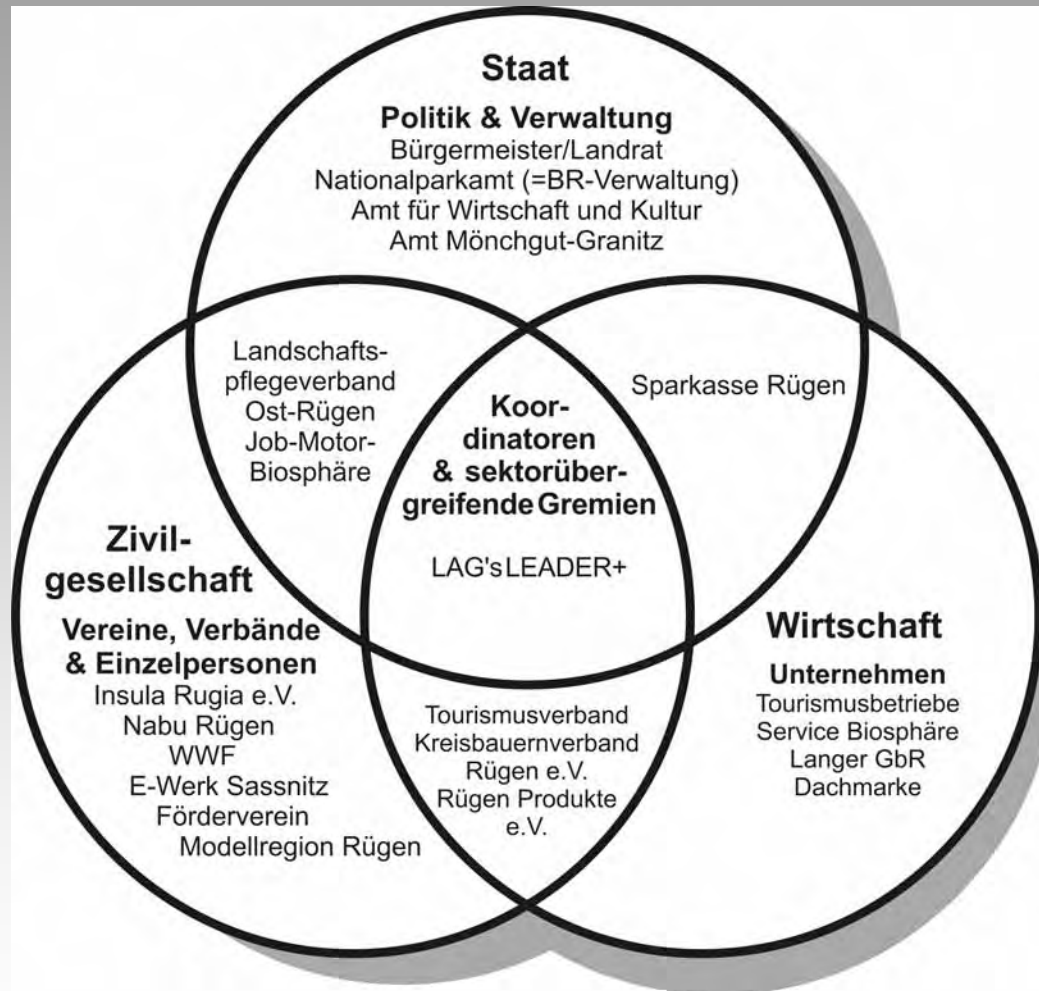 Staat
Politik & Verwaltung
Bürgermeister/Landrat
Nationalparkamt (=BR-Verwaltung)
Amt für Wirtschaft und Kultur
Amt Mönchgut-Granitz
Landschafts-
pflegeverband
Ost-Rügen
Job-Motor-
Biosphäre
Koor-
dinatoren
& sektorüber-
greifende Gremien
LAG's LEADER+
Sparkasse Rügen
Zivil-
gesellschaft
Vereine, Verbände
& Einzelpersonen
Insula Rugia e.V.
Nabu Rügen
WWF
E-Werk Sassnitz
Förderverein
Modellregion Rügen
Tourismusverband
Kreisbauernverband
Rügen e.V.
Rügen Produkte
e.V.
Wirtschaft
Unternehmen
Tourismusbetriebe
Service Biosphäre
Langer GbR
Dachmarke